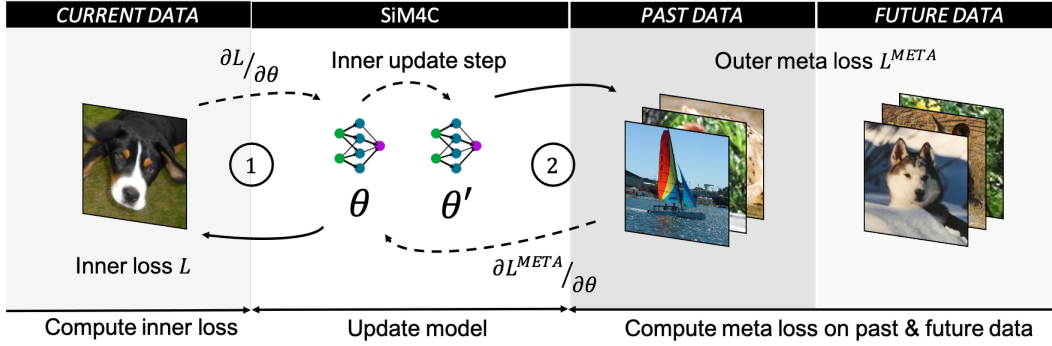 CURRENT DATA
SiM4C
PAST DATA
FUTURE DATA
∂L/∂θ
Inner update step
Outer meta loss L^META
1
2
θ
θ′
Inner loss L
∂L^META/∂θ
Compute inner loss
Update model
Compute meta loss on past & future data